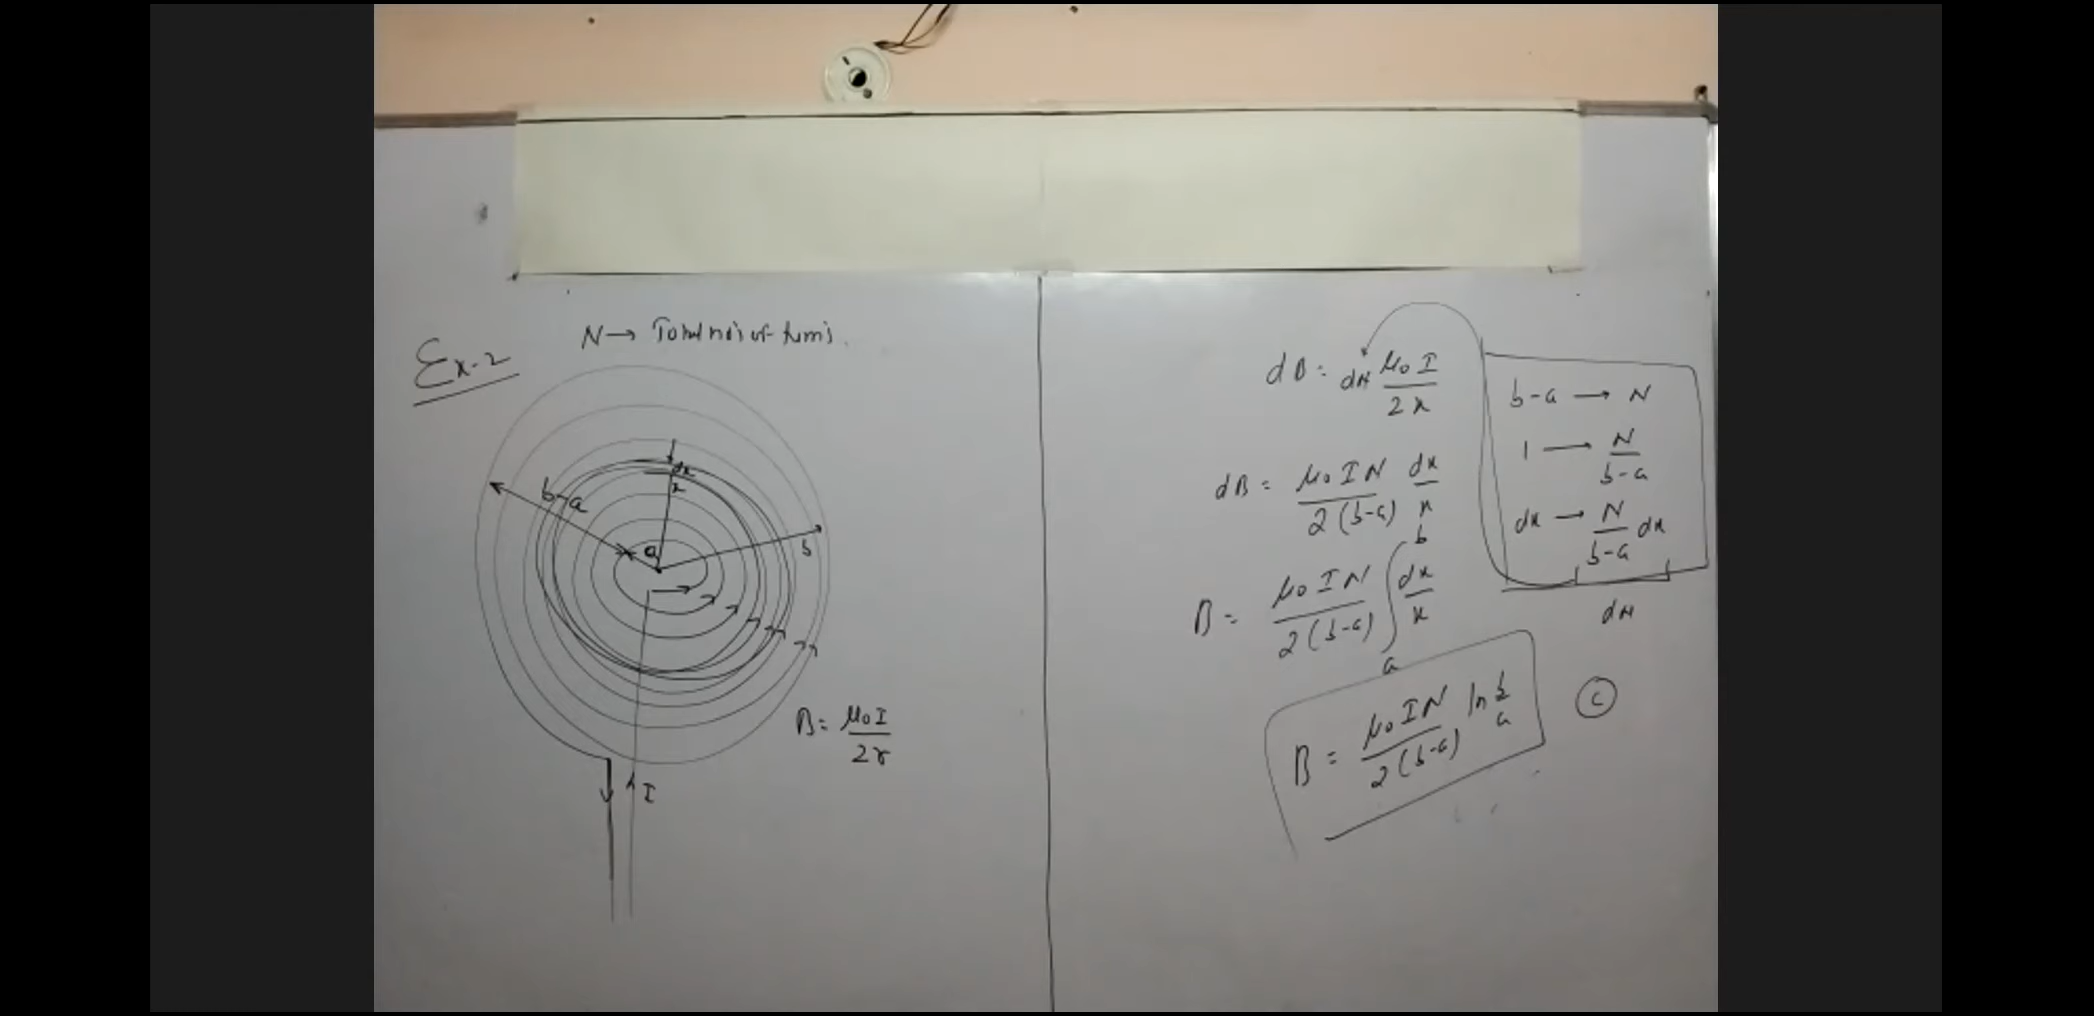 Ex-2
N → Total no's of turns.
dx
x
b-a
a
b
B = μ₀I / 2r
I
dB = dN μ₀I / 2x
dB = μ₀IN / 2(b-a) dx / x
B = μ₀IN / 2(b-a) ∫ₐᵇ dx / x
B = μ₀IN / 2(b-a) ln b/a
(c)
b-a → N
1 → N / b-a
dx → N / b-a dx
dN